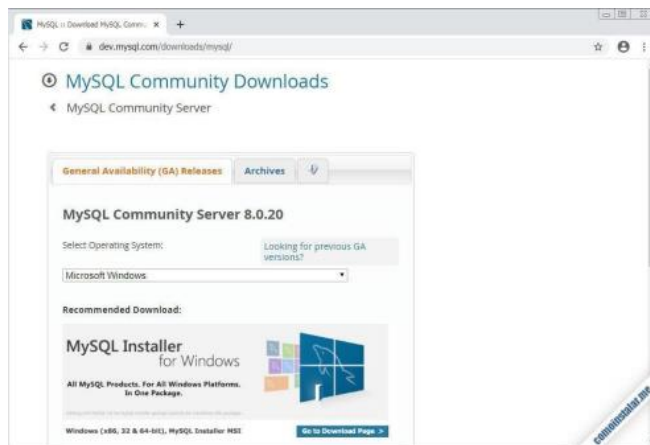 MySQL :: Download MySQL Commu
dev.mysql.com/downloads/mysql/
MySQL Community Downloads
MySQL Community Server
General Availability (GA) Releases
Archives
MySQL Community Server 8.0.20
Select Operating System:
Looking for previous GA
versions?
Microsoft Windows
Recommended Download:
MySQL Installer
for Windows
All MySQL Products. For All Windows Platforms.
In One Package.
Windows (x86, 32 & 64-bit), MySQL Installer MSI
Go to Download Page >
comoinstalar.me